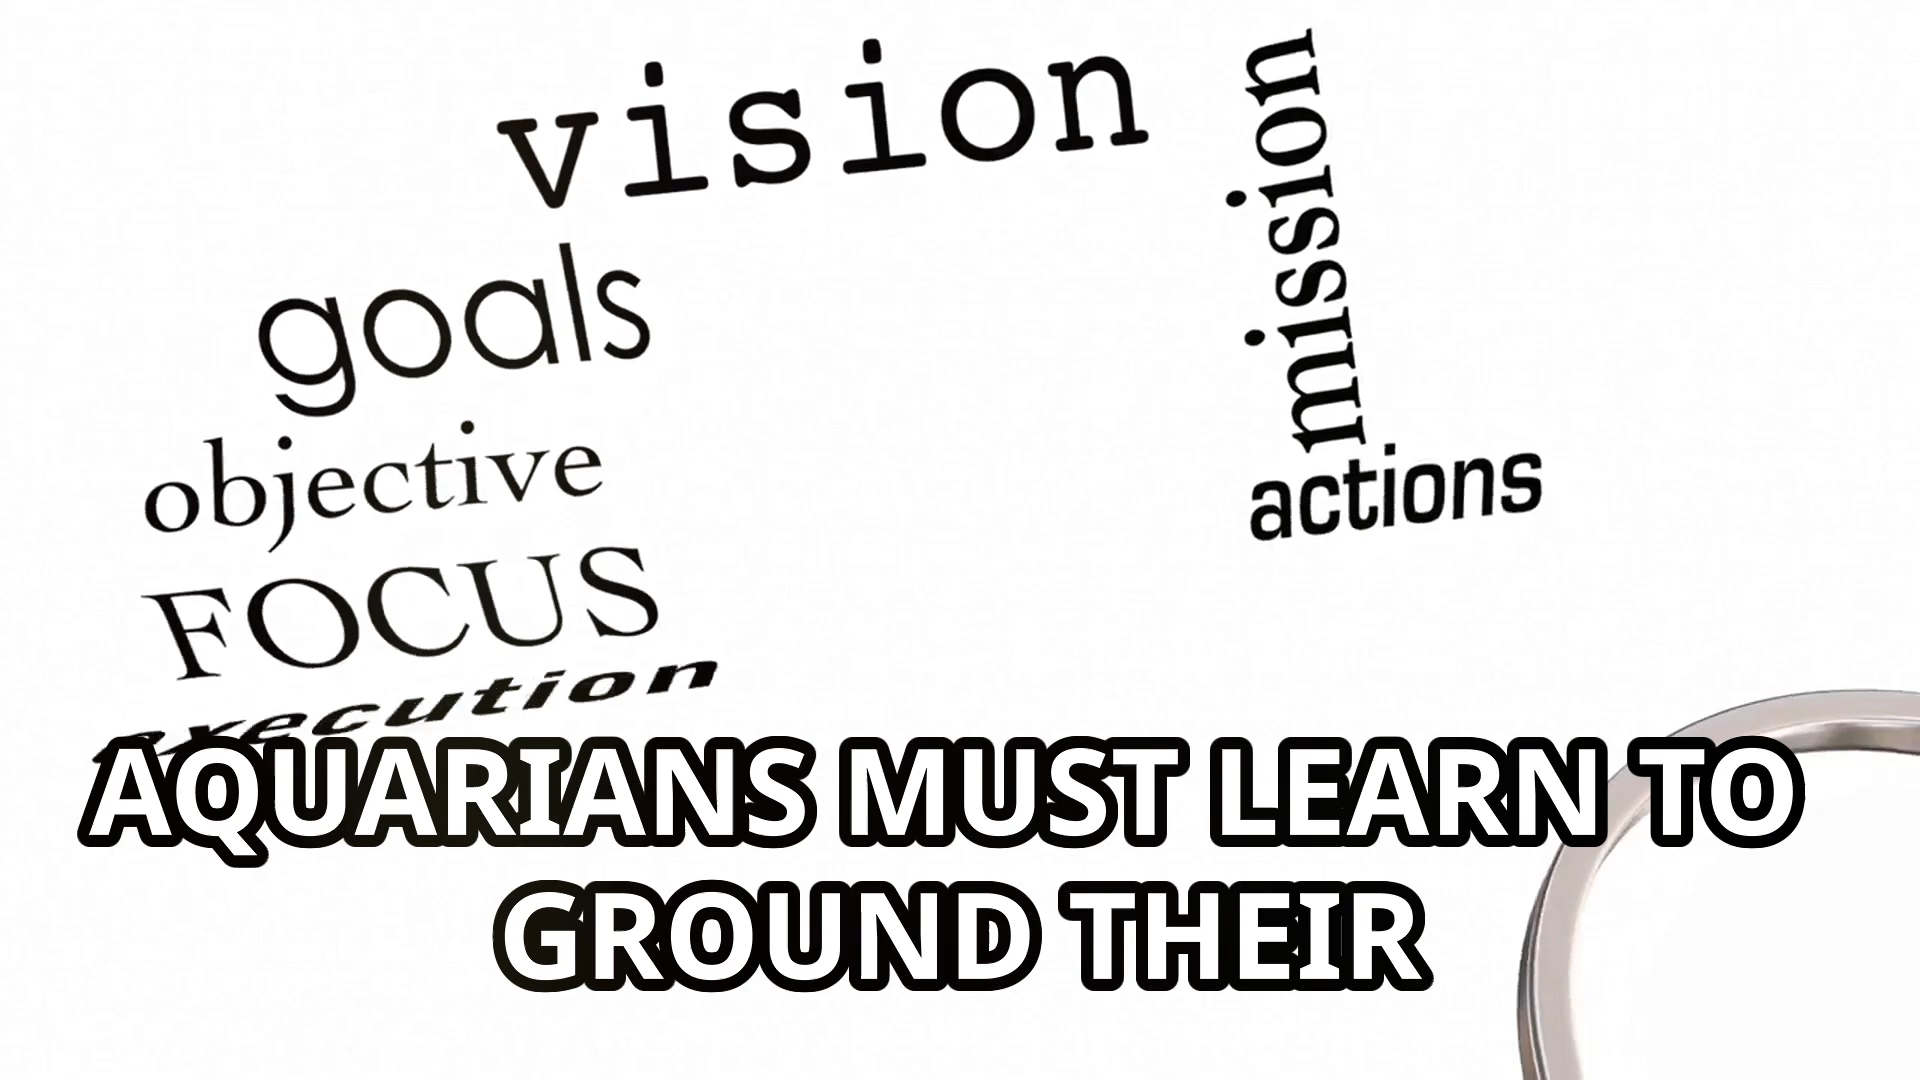 vision
mission
goals
objective
actions
FOCUS
execution
AQUARIANS MUST LEARN TO
GROUND THEIR